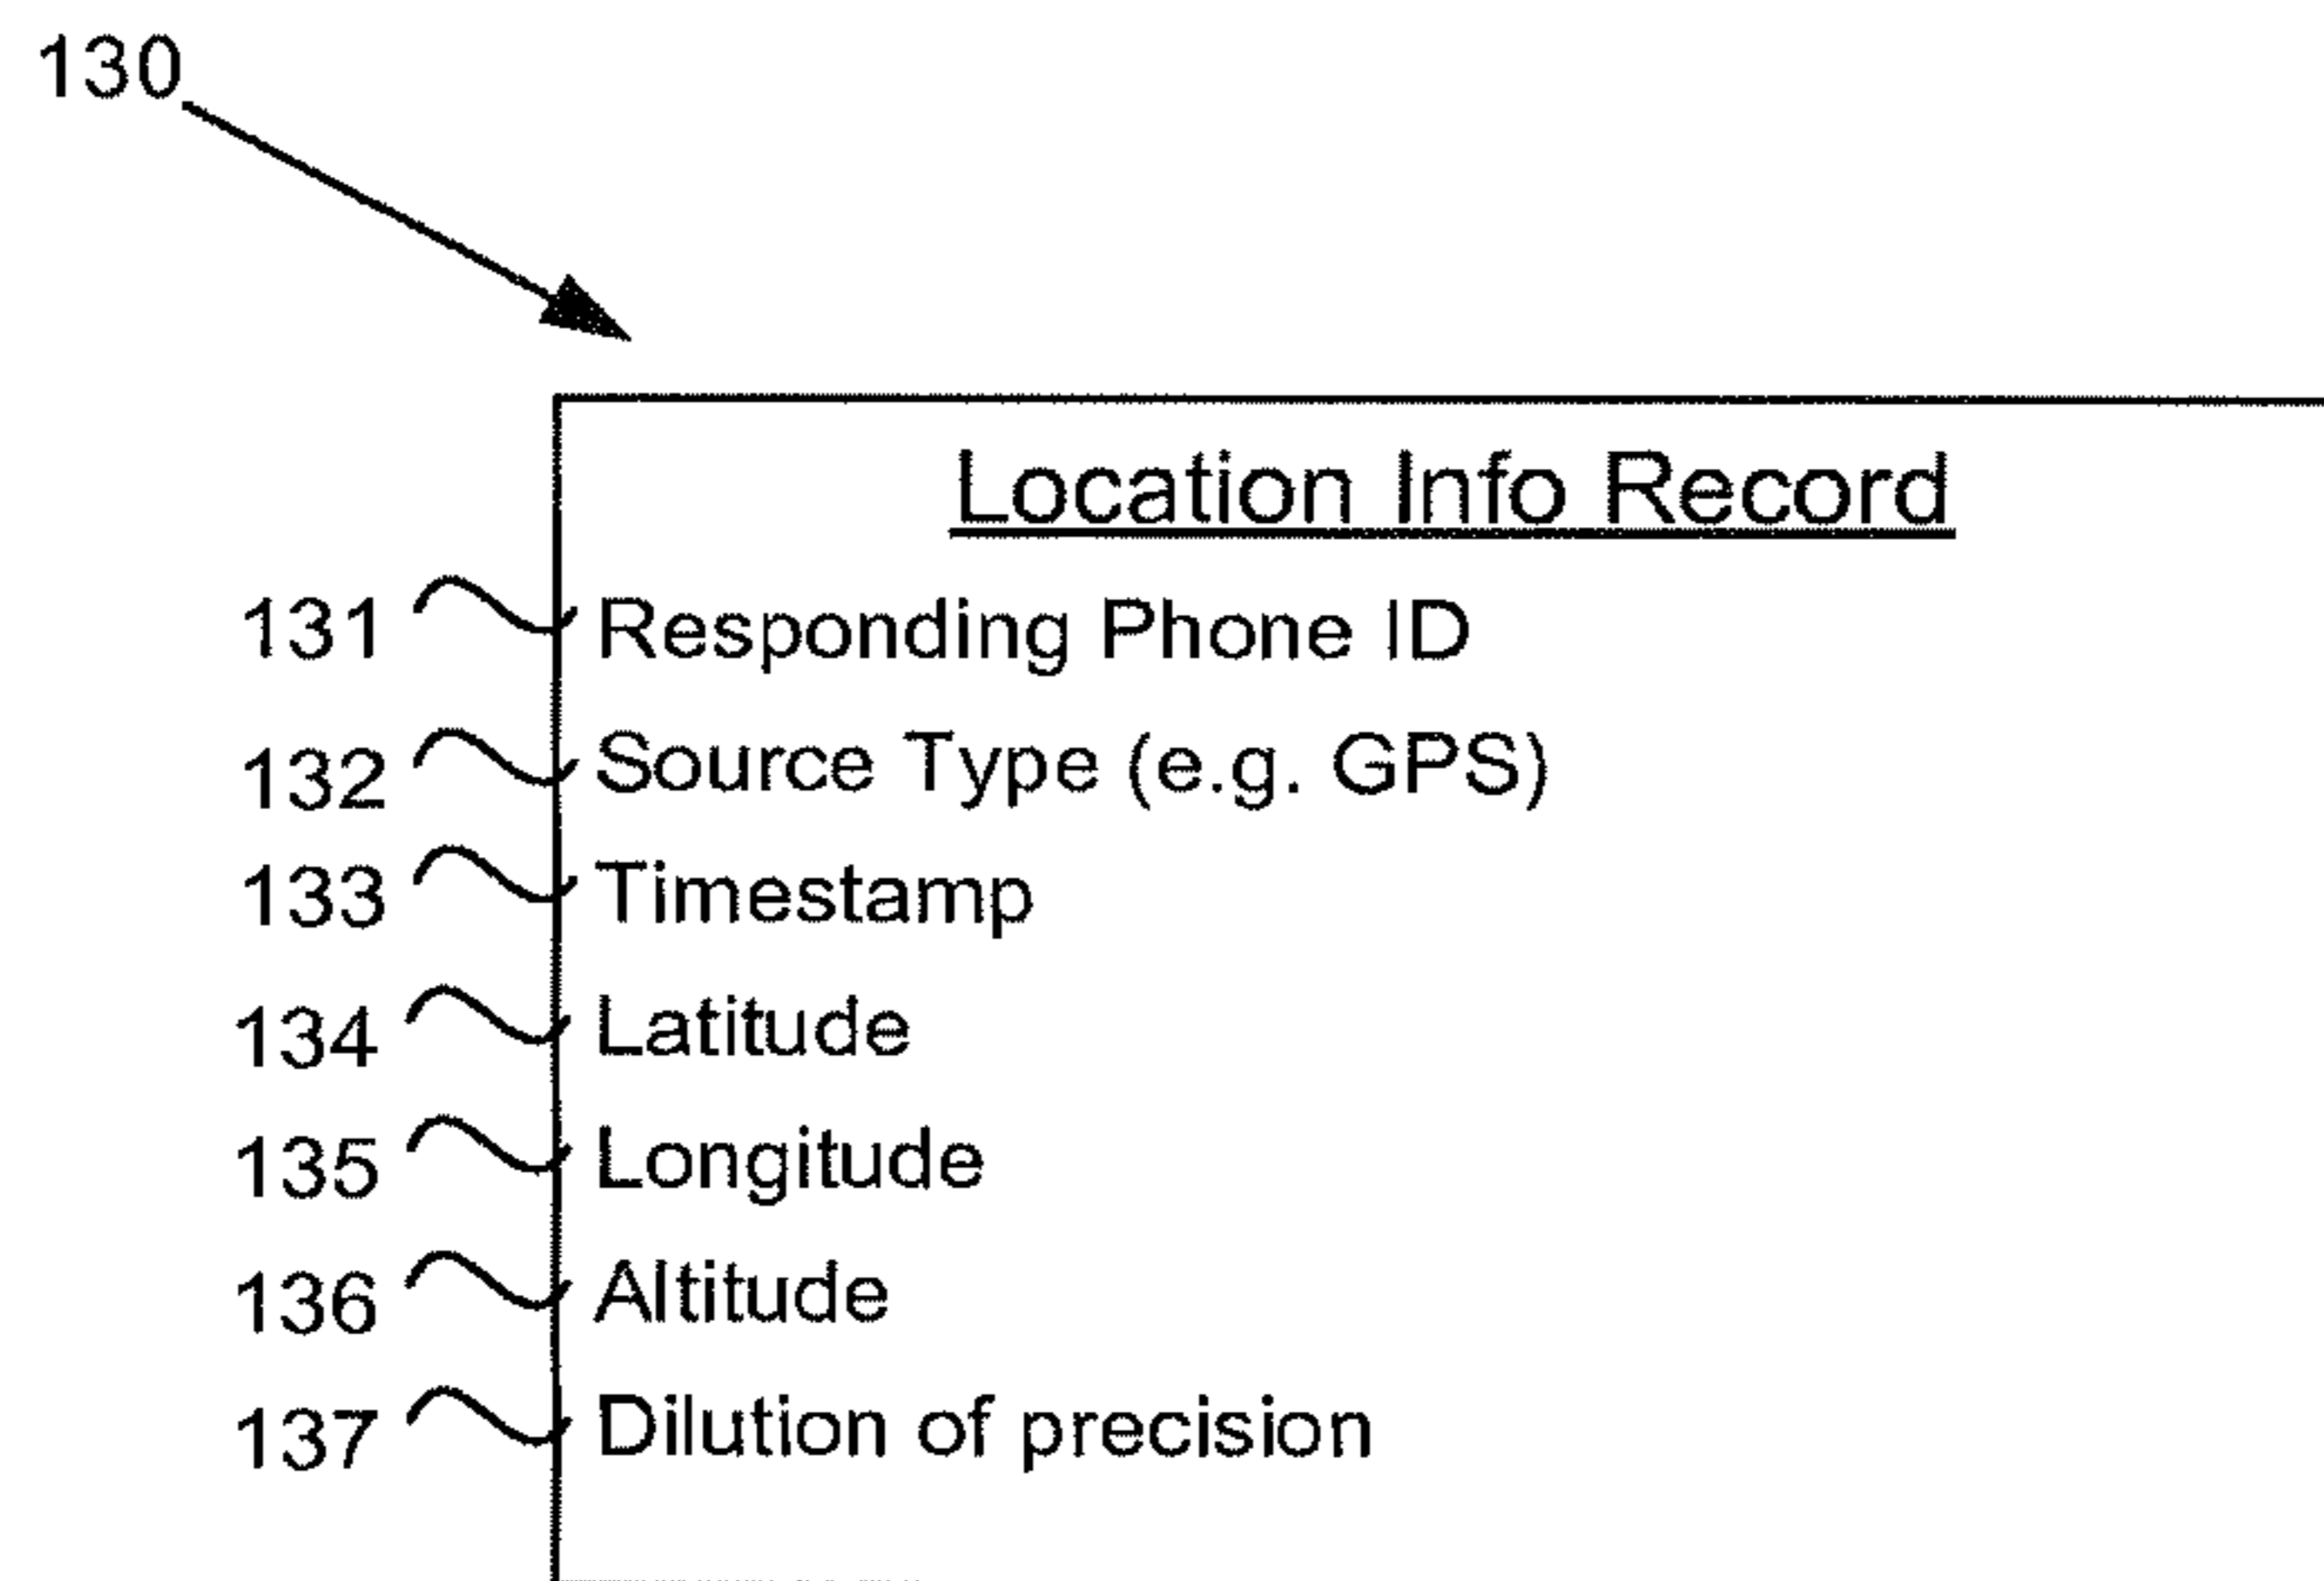 130
Location Info Record
131 Responding Phone ID
132 Source Type (e.g. GPS)
133 Timestamp
134 Latitude
135 Longitude
136 Altitude
137 Dilution of precision